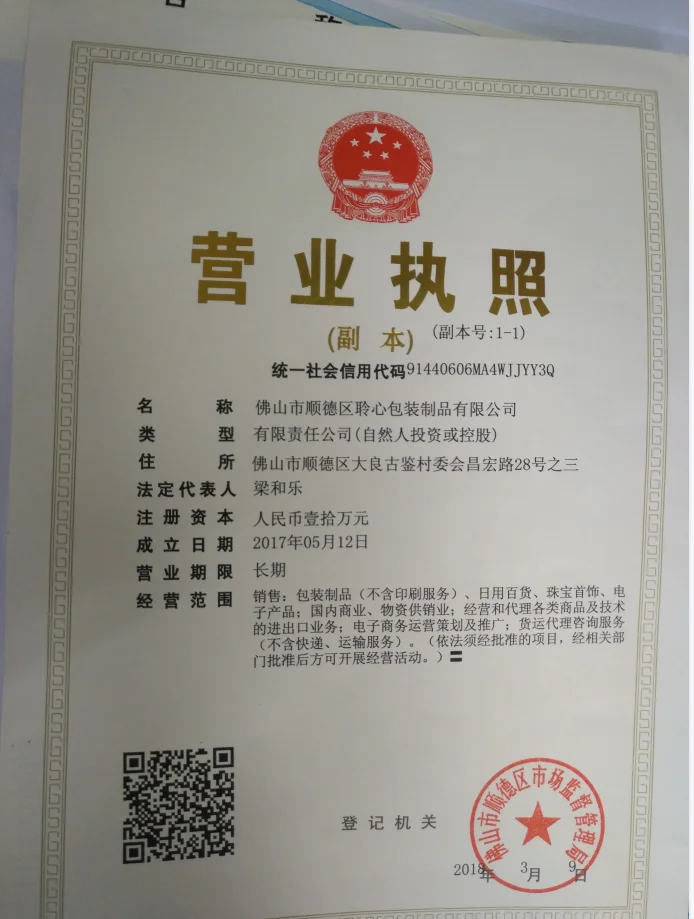 营业执照
(副 本) (副本号:1-1)
统一社会信用代码91440606MA4WJJYY3Q
名 称 佛山市顺德区聆心包装制品有限公司
类 型 有限责任公司(自然人投资或控股)
住 所 佛山市顺德区大良古鉴村委会昌宏路28号之三
法定代表人 梁和乐
注册资本 人民币壹拾万元
成立日期 2017年05月12日
营业期限 长期
经营范围 销售：包装制品（不含印刷服务）、日用百货、珠宝首饰、电
子产品；国内商业、物资供销业；经营和代理各类商品及技术
的进出口业务；电子商务运营策划及推广；货运代理咨询服务
（不含快递、运输服务）。（依法须经批准的项目，经相关部
门批准后方可开展经营活动。）〓
登记机关
佛山市顺德区市场监督管理局
2018年 3月 9日